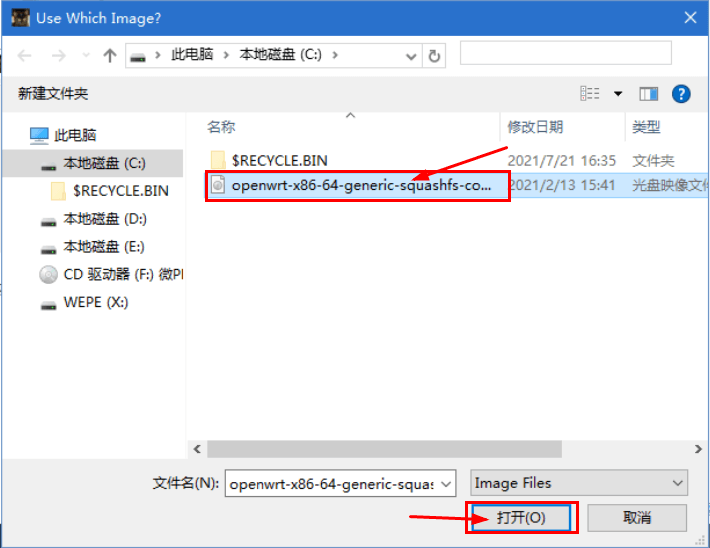 Use Which Image?
此电脑 > 本地磁盘 (C:) >
新建文件夹
名称 修改日期 类型
此电脑
本地磁盘 (C:)
$RECYCLE.BIN
本地磁盘 (D:)
本地磁盘 (E:)
CD 驱动器 (F:) 微PI
WEPE (X:)
$RECYCLE.BIN 2021/7/21 16:35 文件夹
openwrt-x86-64-generic-squashfs-co... 2021/2/13 15:41 光盘映像文件
文件名(N): openwrt-x86-64-generic-squas Image Files
打开(O) 取消